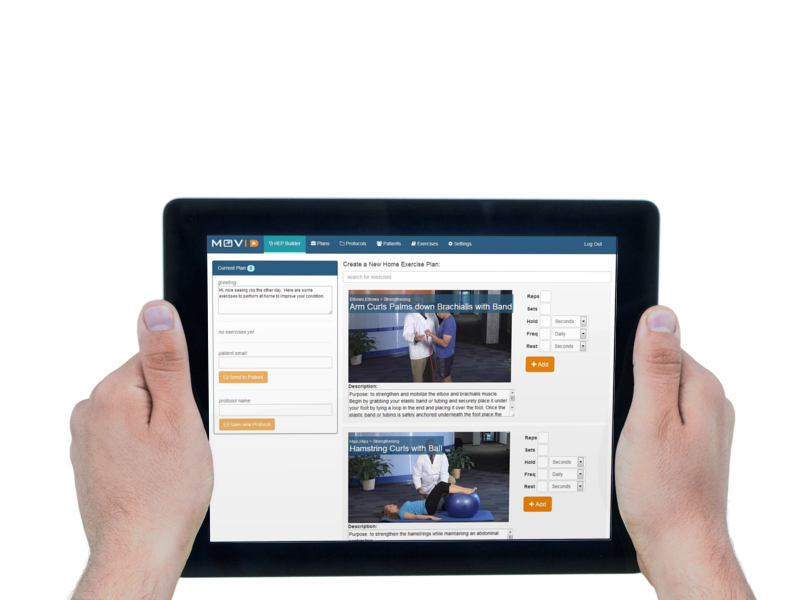 MOVI
HEP Builder
Plans
Protocols
Patients
Exercises
Settings
Log Out
Current Plan 0
greeting:
Hi, nice seeing you the other day. Here are some
exercises to perform at home to improve your condition.
no exercises yet
patient email:
Send to Patient
protocol name:
Save new Protocol
Create a New Home Exercise Plan:
search for exercises
Elbows,Elbows > Strengthening
Arm Curls Palms down Brachialis with Band
Reps
Sets
Hold Seconds
Freq Daily
Rest Seconds
+ Add
Description:
Purpose: to strengthen and mobilize the elbow and brachialis muscle.
Begin by grabbing your elastic band or tubing and securely place it under
your foot by tying a loop in the end and placing it over the foot. Once the
elastic band or tubing is safely anchored underneath the foot place the
Hips,Hips > Strengthening
Hamstring Curls with Ball
Reps
Sets
Hold Seconds
Freq Daily
Rest Seconds
+ Add
Description:
Purpose: to strengthen the hamstrings while maintaining an abdominal